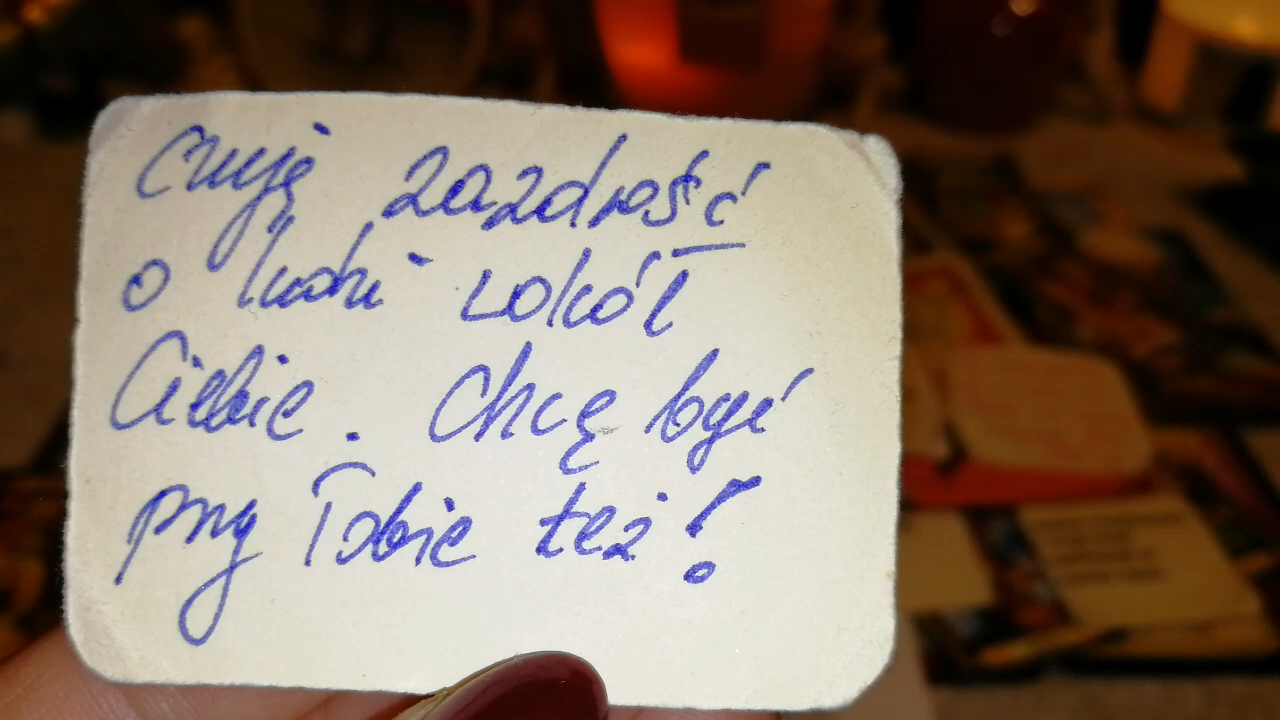 Czuję zazdrość
o ludzi wokół
Ciebie. Chcę być
przy Tobie też!